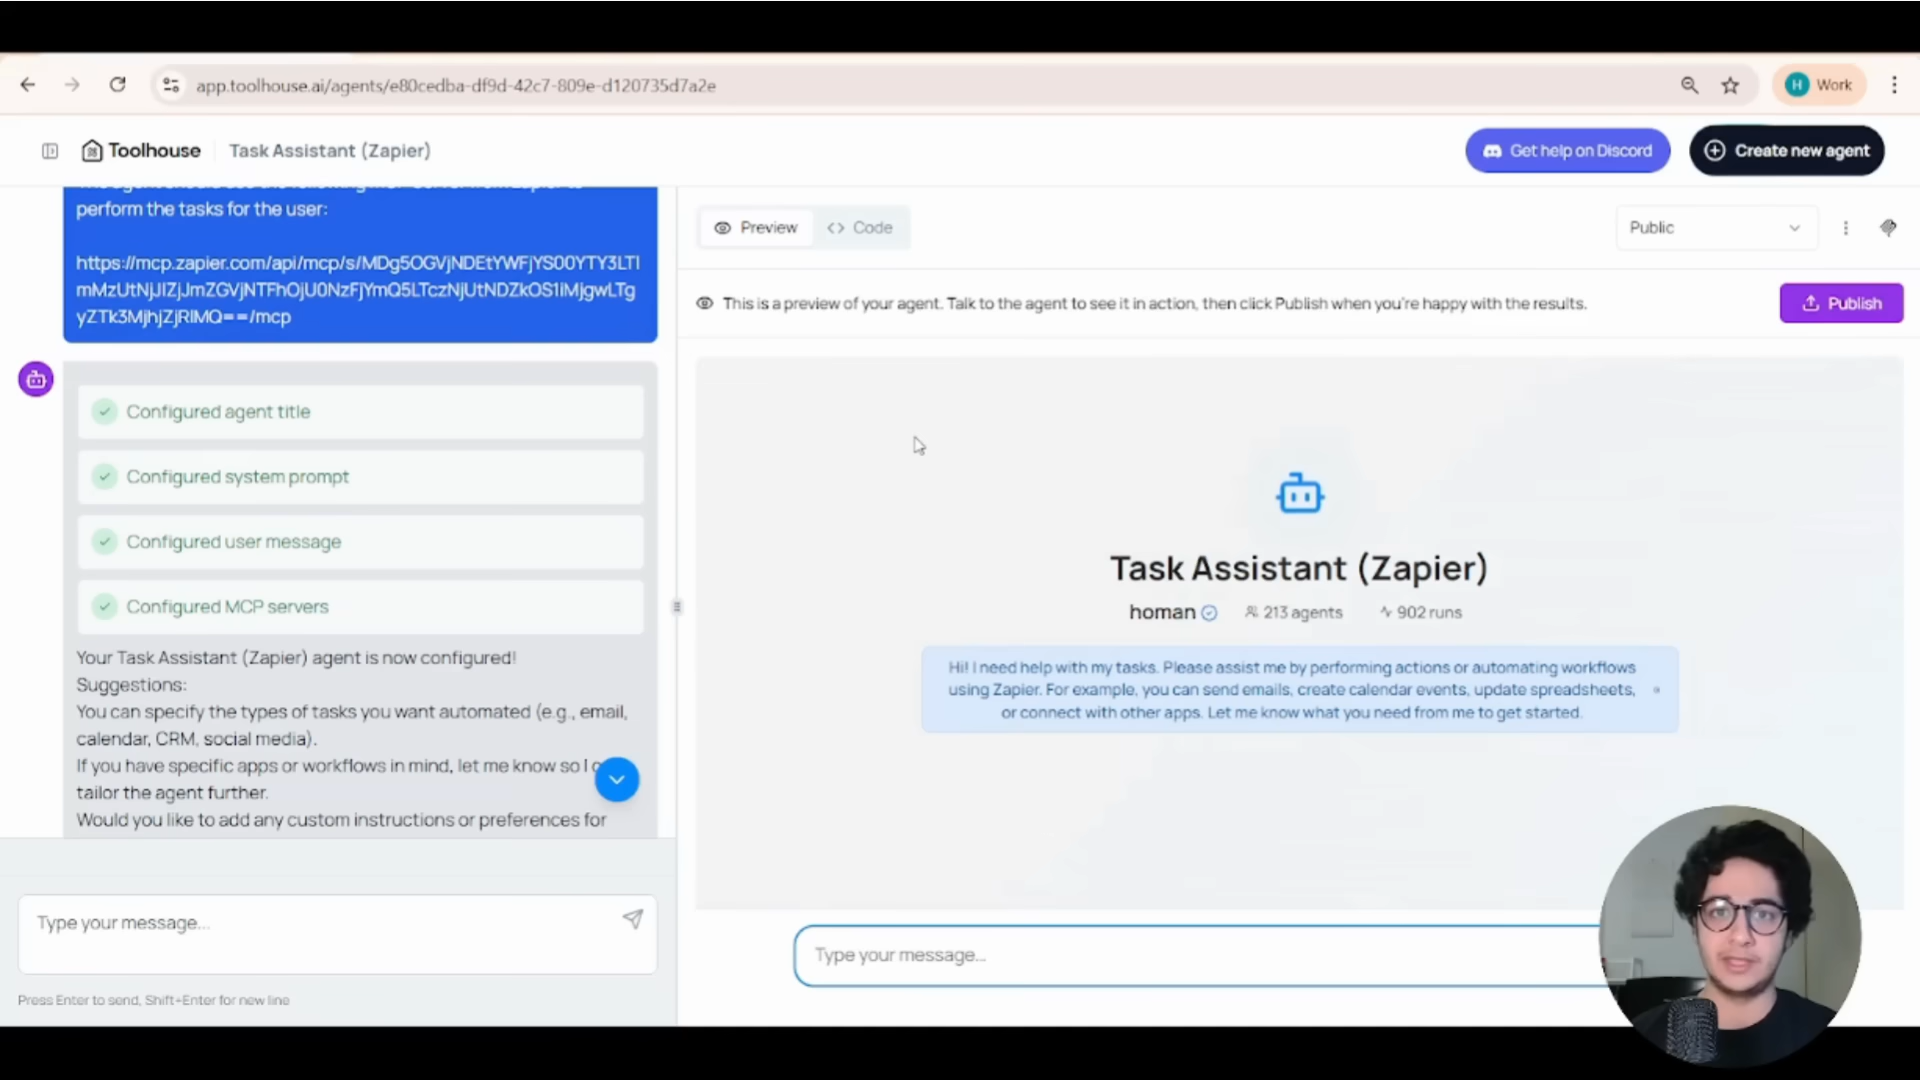 app.toolhouse.ai/agents/e80cedba-df9d-42c7-809e-d120735d7a2e
H Work
Toolhouse
Task Assistant (Zapier)
Get help on Discord
Create new agent
perform the tasks for the user:
https://mcp.zapier.com/api/mcp/s/
Configured agent title
Configured system prompt
Configured user message
Configured MCP servers
Your Task Assistant (Zapier) agent is now configured!
Suggestions:
You can specify the types of tasks you want automated (e.g., email,
calendar, CRM, social media).
If you have specific apps or workflows in mind, let me know so I
tailor the agent further.
Would you like to add any custom instructions or preferences for
Type your message...
Press Enter to send, Shift+Enter for new line
Preview
Code
Public
This is a preview of your agent. Talk to the agent to see it in action, then click Publish when you're happy with the results.
Publish
Task Assistant (Zapier)
homan
213 agents
902 runs
Hi! I need help with my tasks. Please assist me by performing actions or automating workflows
using Zapier. For example, you can send emails, create calendar events, update spreadsheets,
or connect with other apps. Let me know what you need from me to get started.
Type your message...